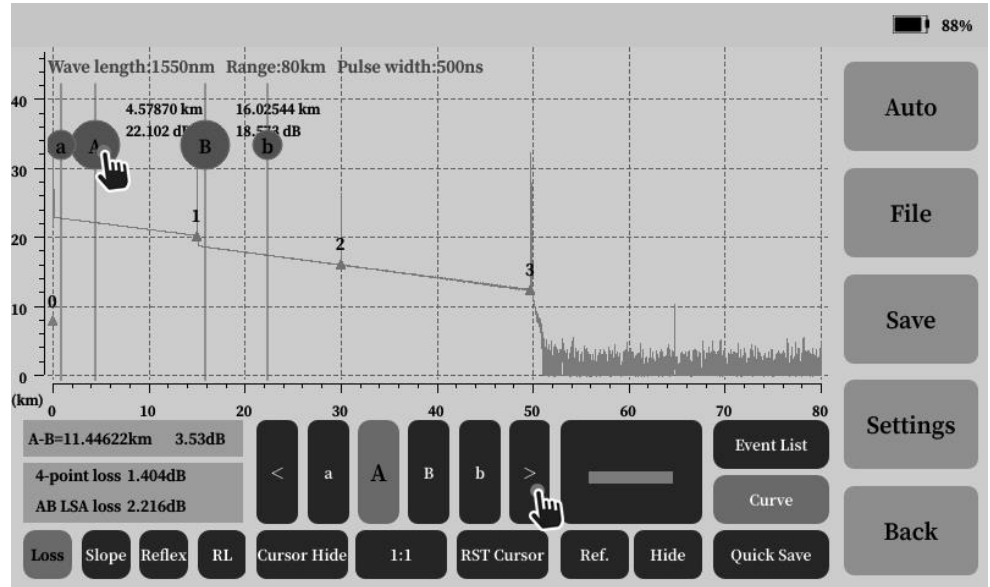 88%
Wave length:1550nm Range:80km Pulse width:500ns
40
4.57870 km 16.02544 km
22.102 18.573 dB
a A B b
30
1
20
2
3
0
10
0
(km)
0 10 20 30 40 50 60 70 80
A-B=11.44622km 3.53dB
4-point loss 1.404dB
AB LSA loss 2.216dB
< a A B b >
Event List
Curve
Loss Slope Reflex RL Cursor Hide 1:1 RST Cursor Ref. Hide Quick Save
Auto
File
Save
Settings
Back